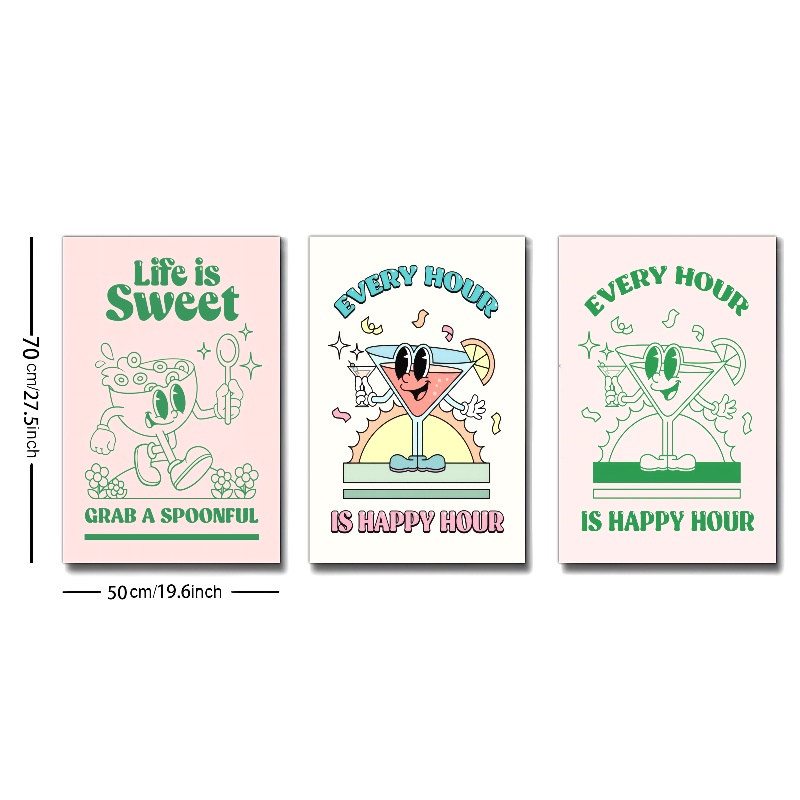 Life is
Sweet
GRAB A SPOONFUL
EVERY HOUR
IS HAPPY HOUR
EVERY HOUR
IS HAPPY HOUR
70cm/27.5inch
50cm/19.6inch